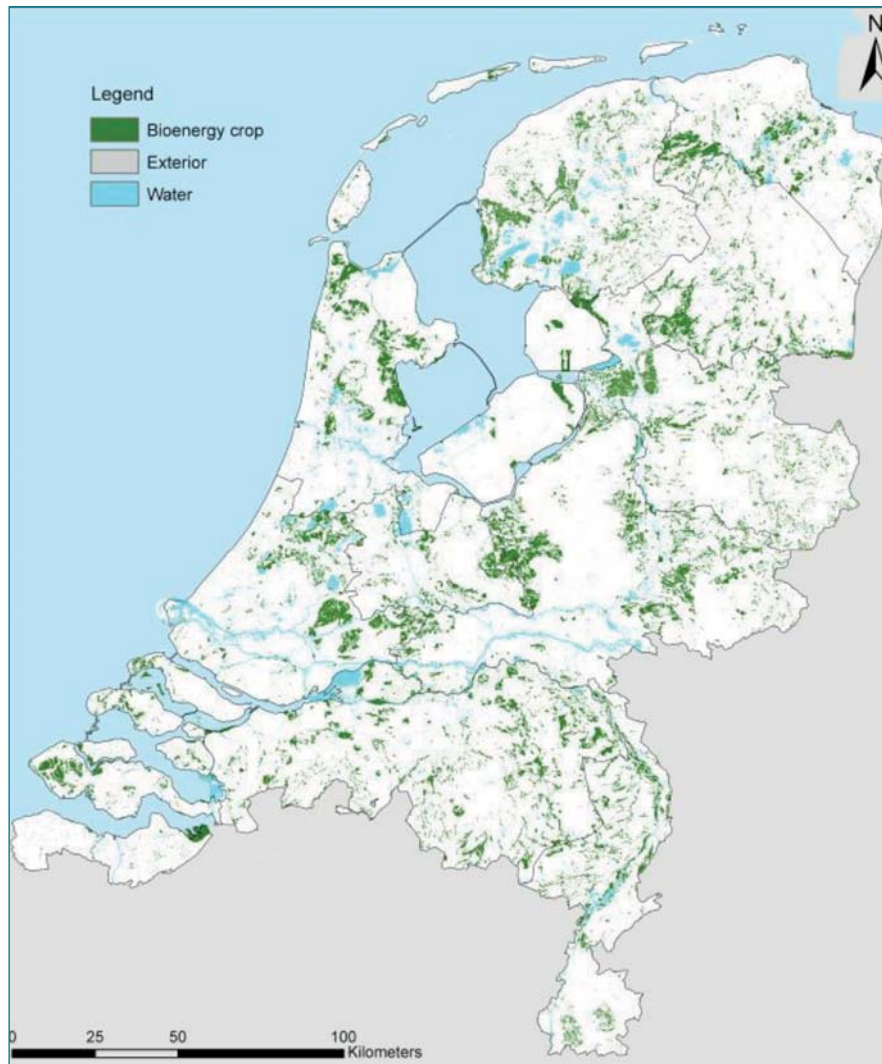 N
Legend
Bioenergy crop
Exterior
Water
0 25 50 100
Kilometers